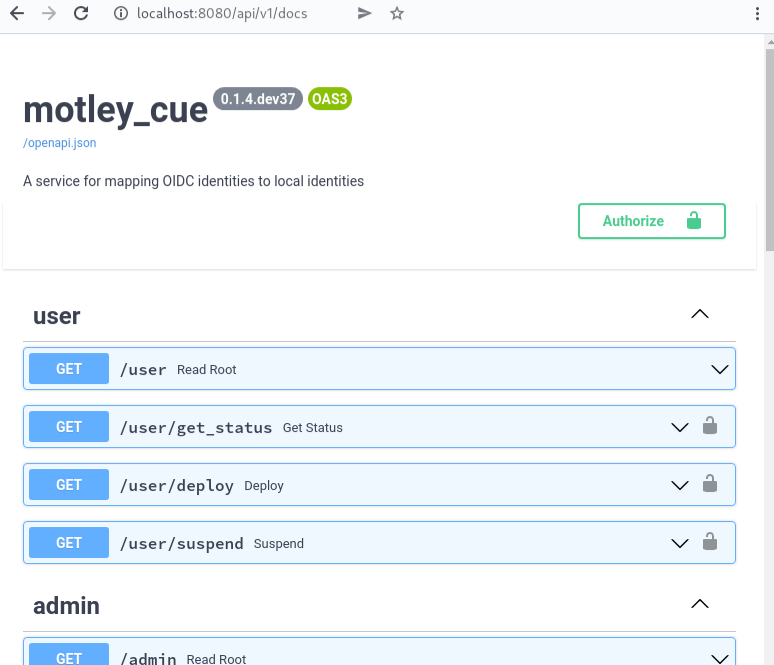 localhost:8080/api/v1/docs
motley_cue 0.1.4.dev37 OAS3
/openapi.json
A service for mapping OIDC identities to local identities
Authorize
user
GET /user Read Root
GET /user/get_status Get Status
GET /user/deploy Deploy
GET /user/suspend Suspend
admin
GET /admin Read Root